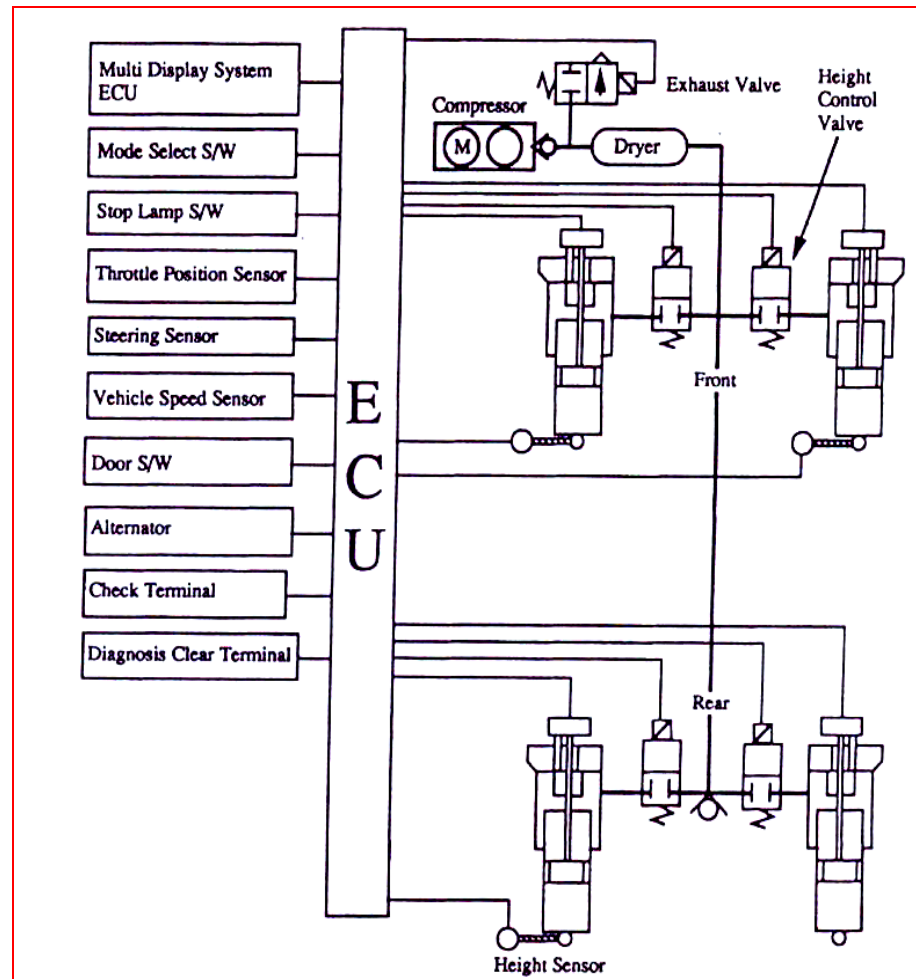 Multi Display System
ECU
Mode Select S/W
Stop Lamp S/W
Throttle Position Sensor
Steering Sensor
Vehicle Speed Sensor
Door S/W
Alternator
Check Terminal
Diagnosis Clear Terminal
E
C
U
Compressor
M
Exhaust Valve
Dryer
Height
Control
Valve
Front
Rear
Height Sensor